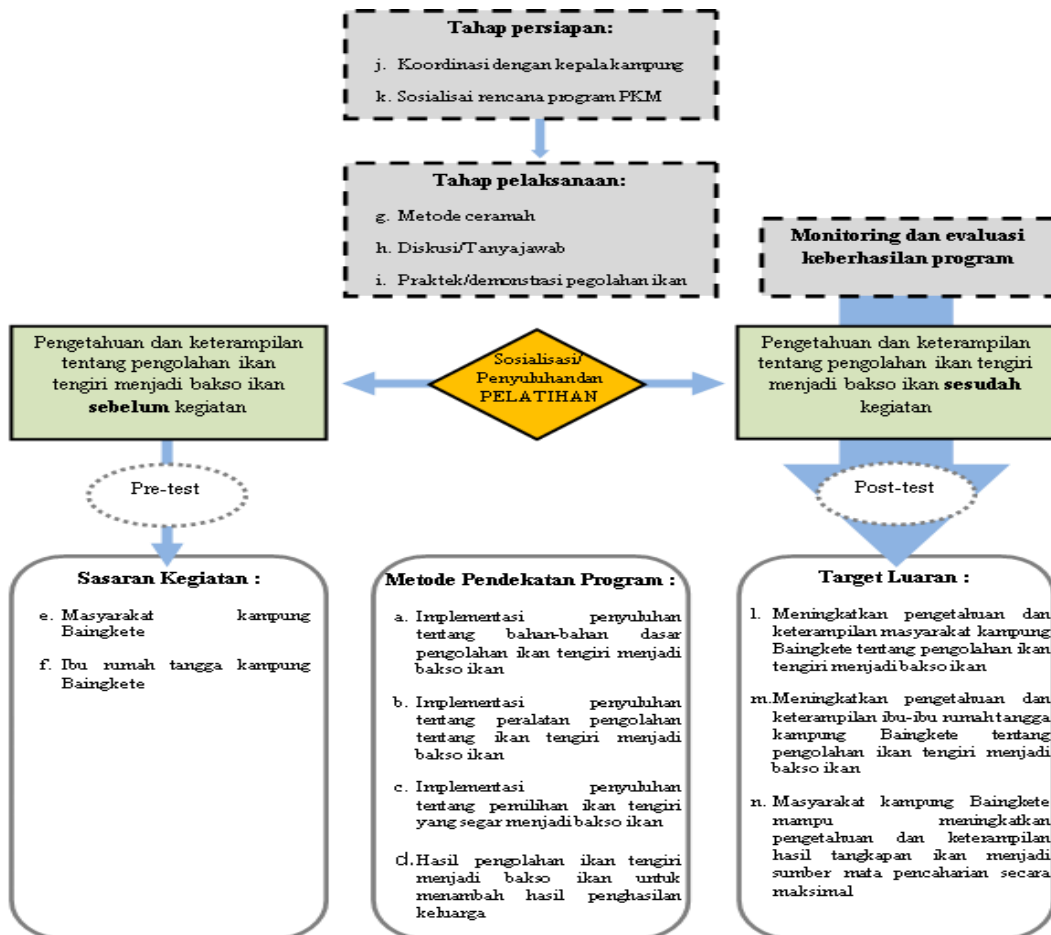 Tahap persiapan:
j. Koordinasi dengan kepala kampung
k. Sosialisai rencana program PKM
Tahap pelaksanaan:
g. Metode ceramah
h. Diskusi/Tanya jawab
i. Praktek/demonstrasi pegolahan ikan
Monitoring dan evaluasi
keberhasilan program
Pengetahuan dan keterampilan
tentang pengolahan ikan
tengiri menjadi bakso ikan
sebelum kegiatan
Sosialisasi/
Penyuluhan dan
PELATIHAN
Pengetahuan dan keterampilan
tentang pengolahan ikan tengiri
menjadi bakso ikan sesudah
kegiatan
Pre-test
Post-test
Sasaran Kegiatan :
e. Masyarakat kampung
Baingkete
f. Ibu rumah tangga kampung
Baingkete
Metode Pendekatan Program :
a. Implementasi penyuluhan
tentang bahan-bahan dasar
pengolahan ikan tengiri menjadi
bakso ikan
b. Implementasi penyuluhan
tentang peralatan pengolahan
tentang ikan tengiri menjadi
bakso ikan
c. Implementasi penyuluhan
tentang pemilihan ikan tengiri
yang segar menjadi bakso ikan
d. Hasil pengolahan ikan tengiri
menjadi bakso ikan untuk
menambah hasil penghasilan
keluarga
Target Luaran :
l. Meningkatkan pengetahuan dan
keterampilan masyarakat kampung
Baingkete tentang pengolahan ikan
tengiri menjadi bakso ikan
m. Meningkatkan pengetahuan dan
keterampilan ibu-ibu rumah tangga
kampung Baingkete tentang
pengolahan ikan tengiri menjadi
bakso ikan
n. Masyarakat kampung Baingkete
mampu meningkatkan
pengetahuan dan keterampilan
hasil tangkapan ikan menjadi
sumber mata pencaharian secara
maksimal